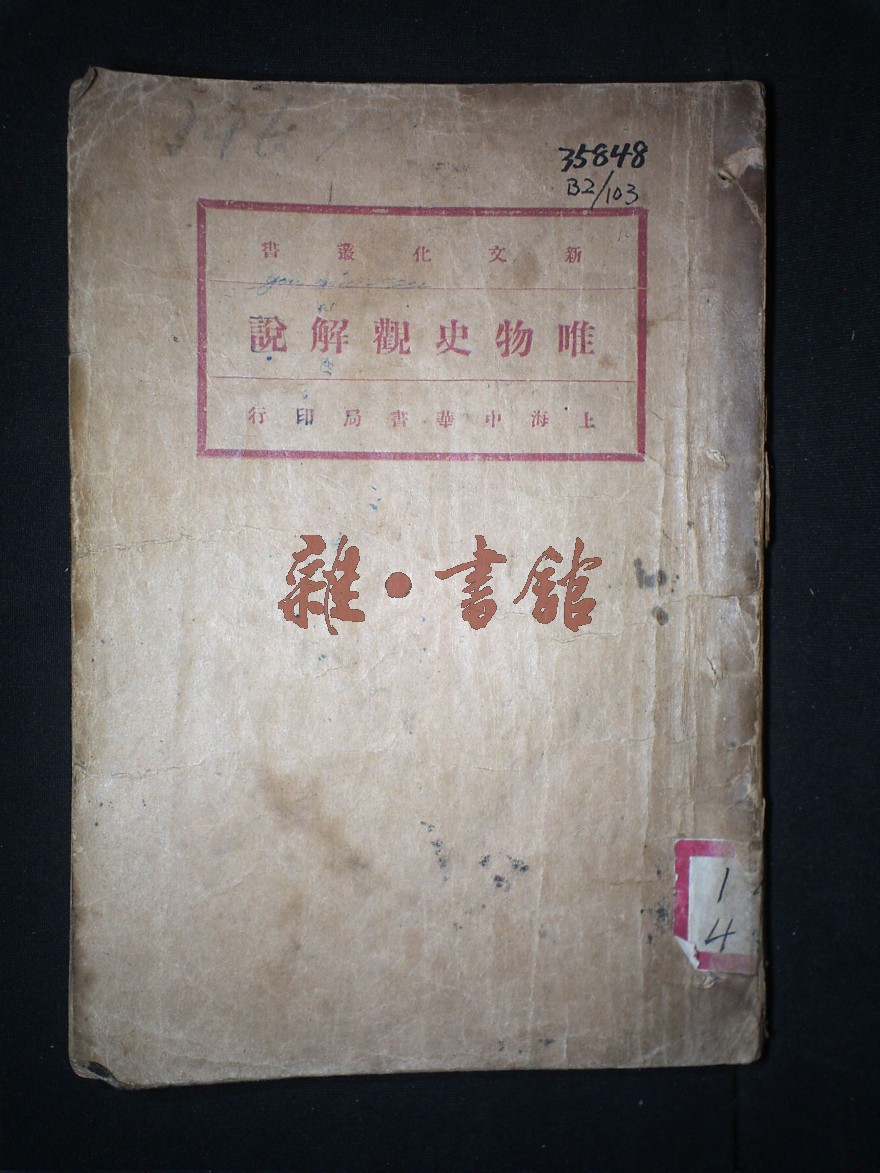 35848
B2/103
新文化叢書
唯物史觀解說
上海中華書局印行
雜·書館
1
4